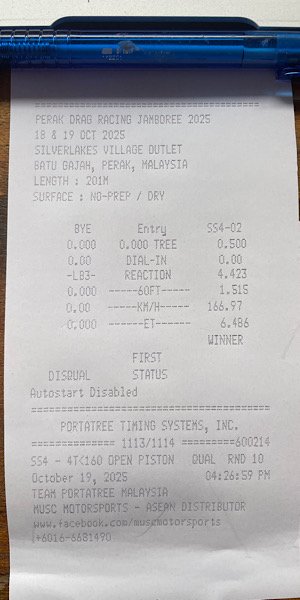 ========================================
PERAK DRAG RACING JAMBOREE 2025
18 & 19 OCT 2025
SILVERLAKES VILLAGE OUTLET
BATU GAJAH, PERAK, MALAYSIA
LENGTH : 201M
SURFACE : NO-PREP / DRY
BYE Entry SS4-02
0.000 0.000 TREE 0.500
0.00 DIAL-IN 0.00
-LB3- REACTION 4.423
0.000 -----60FT----- 1.515
0.00 -----KM/H----- 166.97
0.000 ------ET------ 6.486
WINNER
FIRST
DISQUAL STATUS
Autostart Disabled
========================================
PORTATREE TIMING SYSTEMS, INC.
============== 1113/1114 =========600214
SS4 - 4T<160 OPEN PISTON QUAL RND 10
October 19, 2025 04:26:59 PM
TEAM PORTATREE MALAYSIA
MUSC MOTORSPORTS - ASEAN DISTRIBUTOR
www.facebook.com/muscmotorsports
+6016-6681490